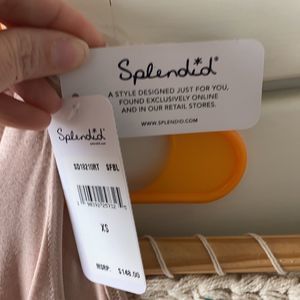 Splendid
A STYLE DESIGNED JUST FOR YOU,
FOUND EXCLUSIVELY ONLINE
AND IN OUR RETAIL STORES.
WWW.SPLENDID.COM
Splendid
SFBL
XS
MSRP: $148.00